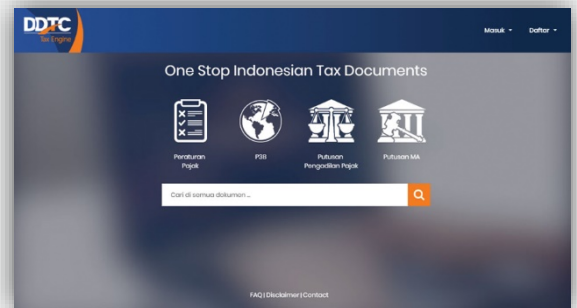 DDTC
Tax Engine
Masuk
Daftar
One Stop Indonesian Tax Documents
Peraturan
Pajak
P3B
Putusan
Pengadilan Pajak
Putusan MA
Cari di semua dokumen ...
FAQ | Disclaimer | Contact